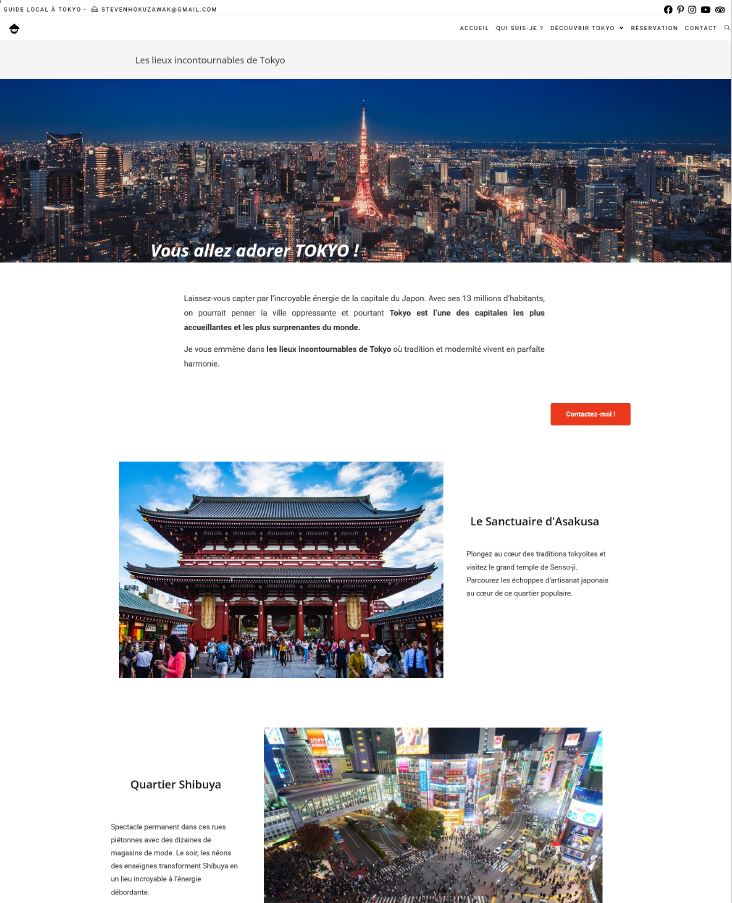 GUIDE LOCAL À TOKYO - STEVENHOKUZAWAK@GMAIL.COM
ACCUEIL QUI SUIS-JE ? DÉCOUVRIR TOKYO RÉSERVATION CONTACT
Les lieux incontournables de Tokyo
Vous allez adorer TOKYO !
Laissez-vous capter par l'incroyable énergie de la capitale du Japon. Avec ses 13 millions d'habitants,
on pourrait penser la ville oppressante et pourtant Tokyo est l'une des capitales les plus
accueillantes et les plus surprenantes du monde.
Je vous emmène dans les lieux incontournables de Tokyo où tradition et modernité vivent en parfaite
harmonie.
Contactez-moi !
Le Sanctuaire d'Asakusa
Plongez au cœur des traditions tokyoïtes et
visitez le grand temple de Senso-ji.
Parcourez les échoppes d'artisanat japonais
au cœur de ce quartier populaire.
Quartier Shibuya
Spectacle permanent dans ces rues
piétonnes avec des dizaines de
magasins de mode. Le soir, les néons
des enseignes transforment Shibuya en
un lieu incroyable à l'énergie
débordante.